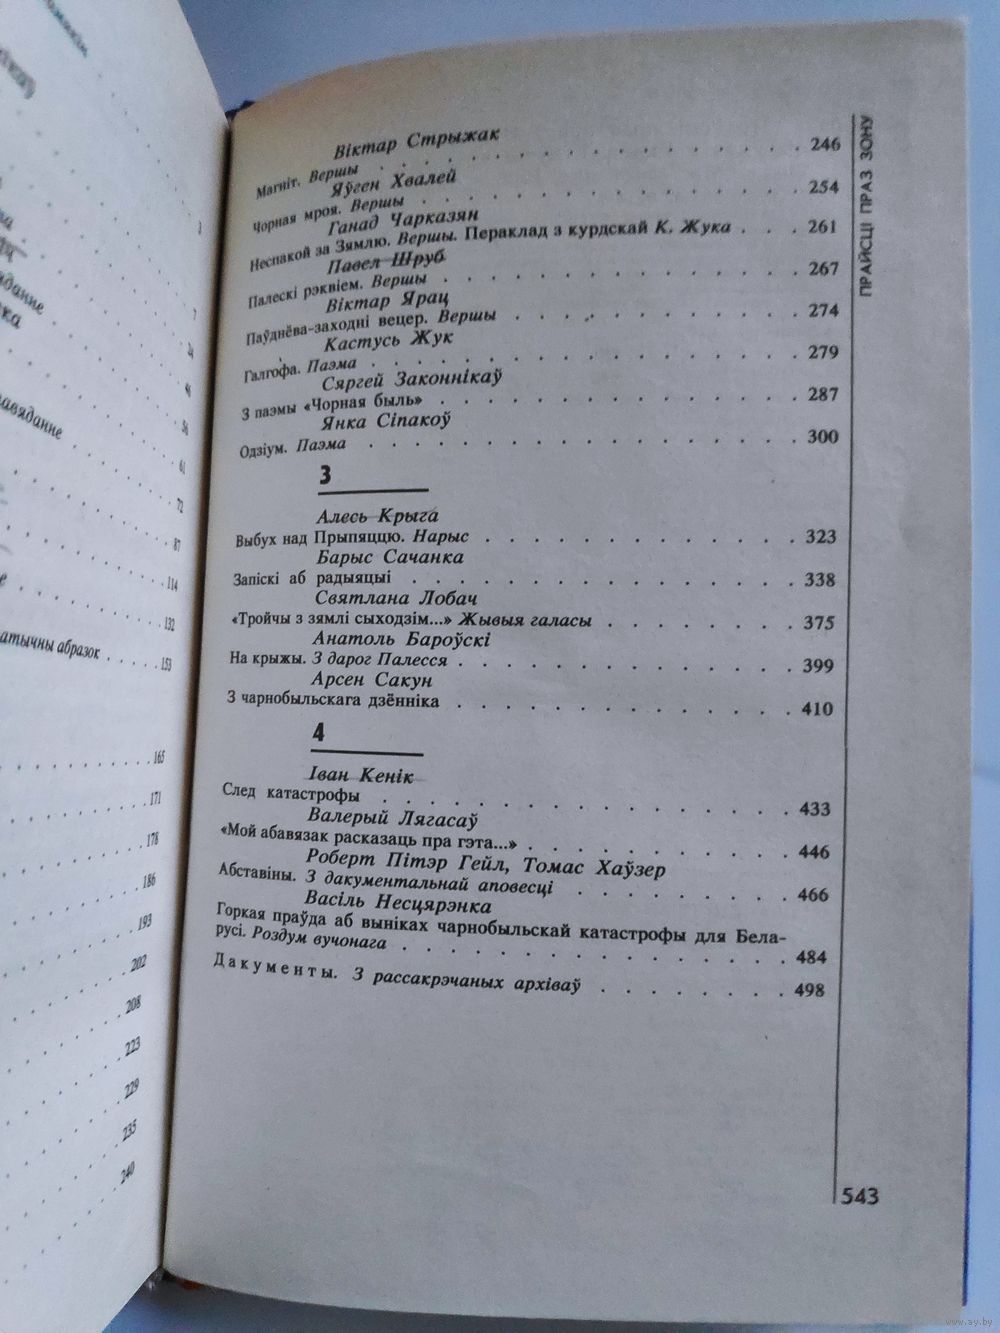 3
7
24
46
56
61
72
87
114
132
атычны абразок . . . . . 153
165
171
178
186
193
202
208
223
229
235
240
Віктар Стрыжак
Магніт. Вершы . . . . . . . . . . 246
Яўген Хвалей
Чорная мроя. Вершы . . . . . . . . . . 254
Ганад Чарказян
Неспакой за Зямлю. Вершы. Пераклад з курдскай К. Жука . . . 261
Павел Шруб
Палескі рэквіем. Вершы . . . . . . . . . . 267
Віктар Ярац
Паўднёва-заходні вецер. Вершы . . . . . . . . . . 274
Кастусь Жук
Галгофа. Паэма . . . . . . . . . . 279
Сяргей Законнікаў
З паэмы «Чорная быль» . . . . . . . . . . 287
Янка Сіпакоў
Одзіум. Паэма . . . . . . . . . . 300
3
Алесь Крыга
Выбух над Прыпяццю. Нарыс . . . . . . . . . . 323
Барыс Сачанка
Запіскі аб радыяцыі . . . . . . . . . . 338
Святлана Лобач
«Тройчы з зямлі сыходзім...» Жывыя галасы . . . . . . . 375
Анатоль Бароўскі
На крыжы. З дарог Палесся . . . . . . . . . . 399
Арсен Сакун
З чарнобыльскага дзённіка . . . . . . . . . . 410
4
Іван Кенік
След катастрофы . . . . . . . . . . 433
Валерый Лягасаў
«Мой абавязак расказаць пра гэта...» . . . . . . . . . . 446
Роберт Пітэр Гейл, Томас Хаўзер
Абставіны. З дакументальнай аповесці . . . . . . . . 466
Васіль Несцярэнка
Горкая праўда аб выніках чарнобыльскай катастрофы для Бела-
русі. Роздум вучонага . . . . . . . . . . 484
Дакументы. З рассакрэчаных архіваў . . . . . . . 498
ПРАЙСЦІ ПРАЗ ЗОНУ
543
www.ay.by